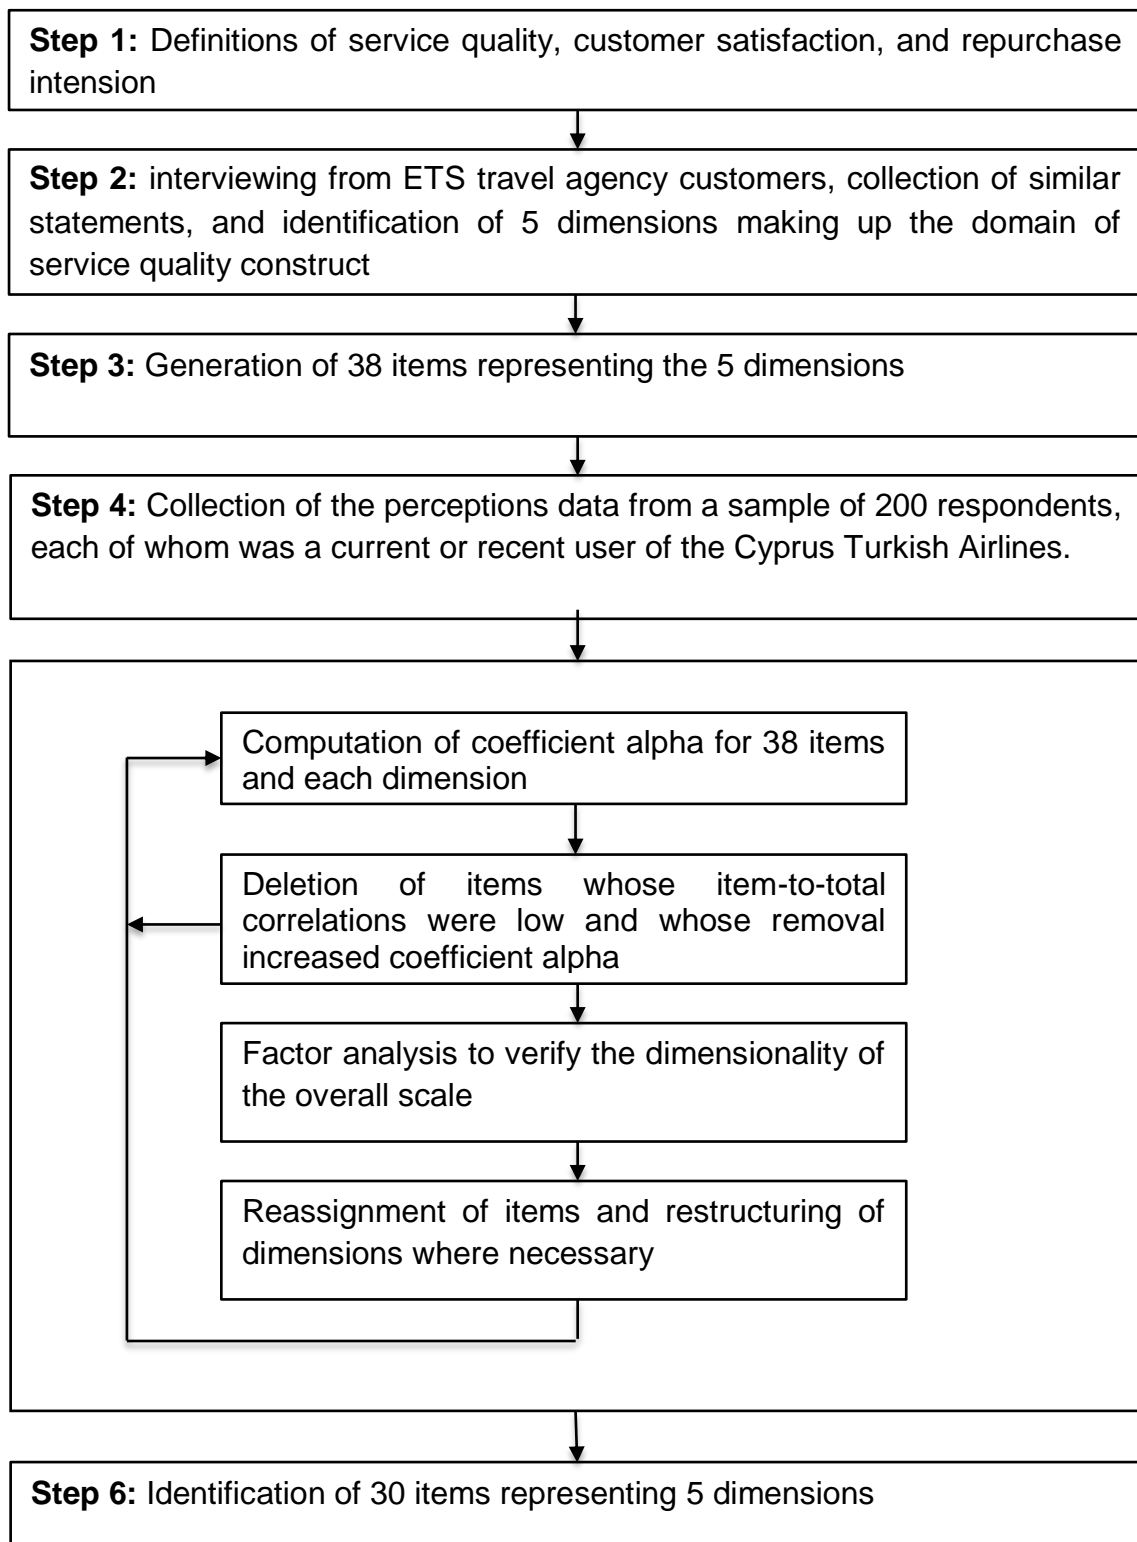 Step 1: Definitions of service quality, customer satisfaction, and repurchase
intension
Step 2: interviewing from ETS travel agency customers, collection of similar
statements, and identification of 5 dimensions making up the domain of
service quality construct
Step 3: Generation of 38 items representing the 5 dimensions
Step 4: Collection of the perceptions data from a sample of 200 respondents,
each of whom was a current or recent user of the Cyprus Turkish Airlines.
Computation of coefficient alpha for 38 items
and each dimension
Deletion of items whose item-to-total
correlations were low and whose removal
increased coefficient alpha
Factor analysis to verify the dimensionality of
the overall scale
Reassignment of items and restructuring of
dimensions where necessary
Step 6: Identification of 30 items representing 5 dimensions